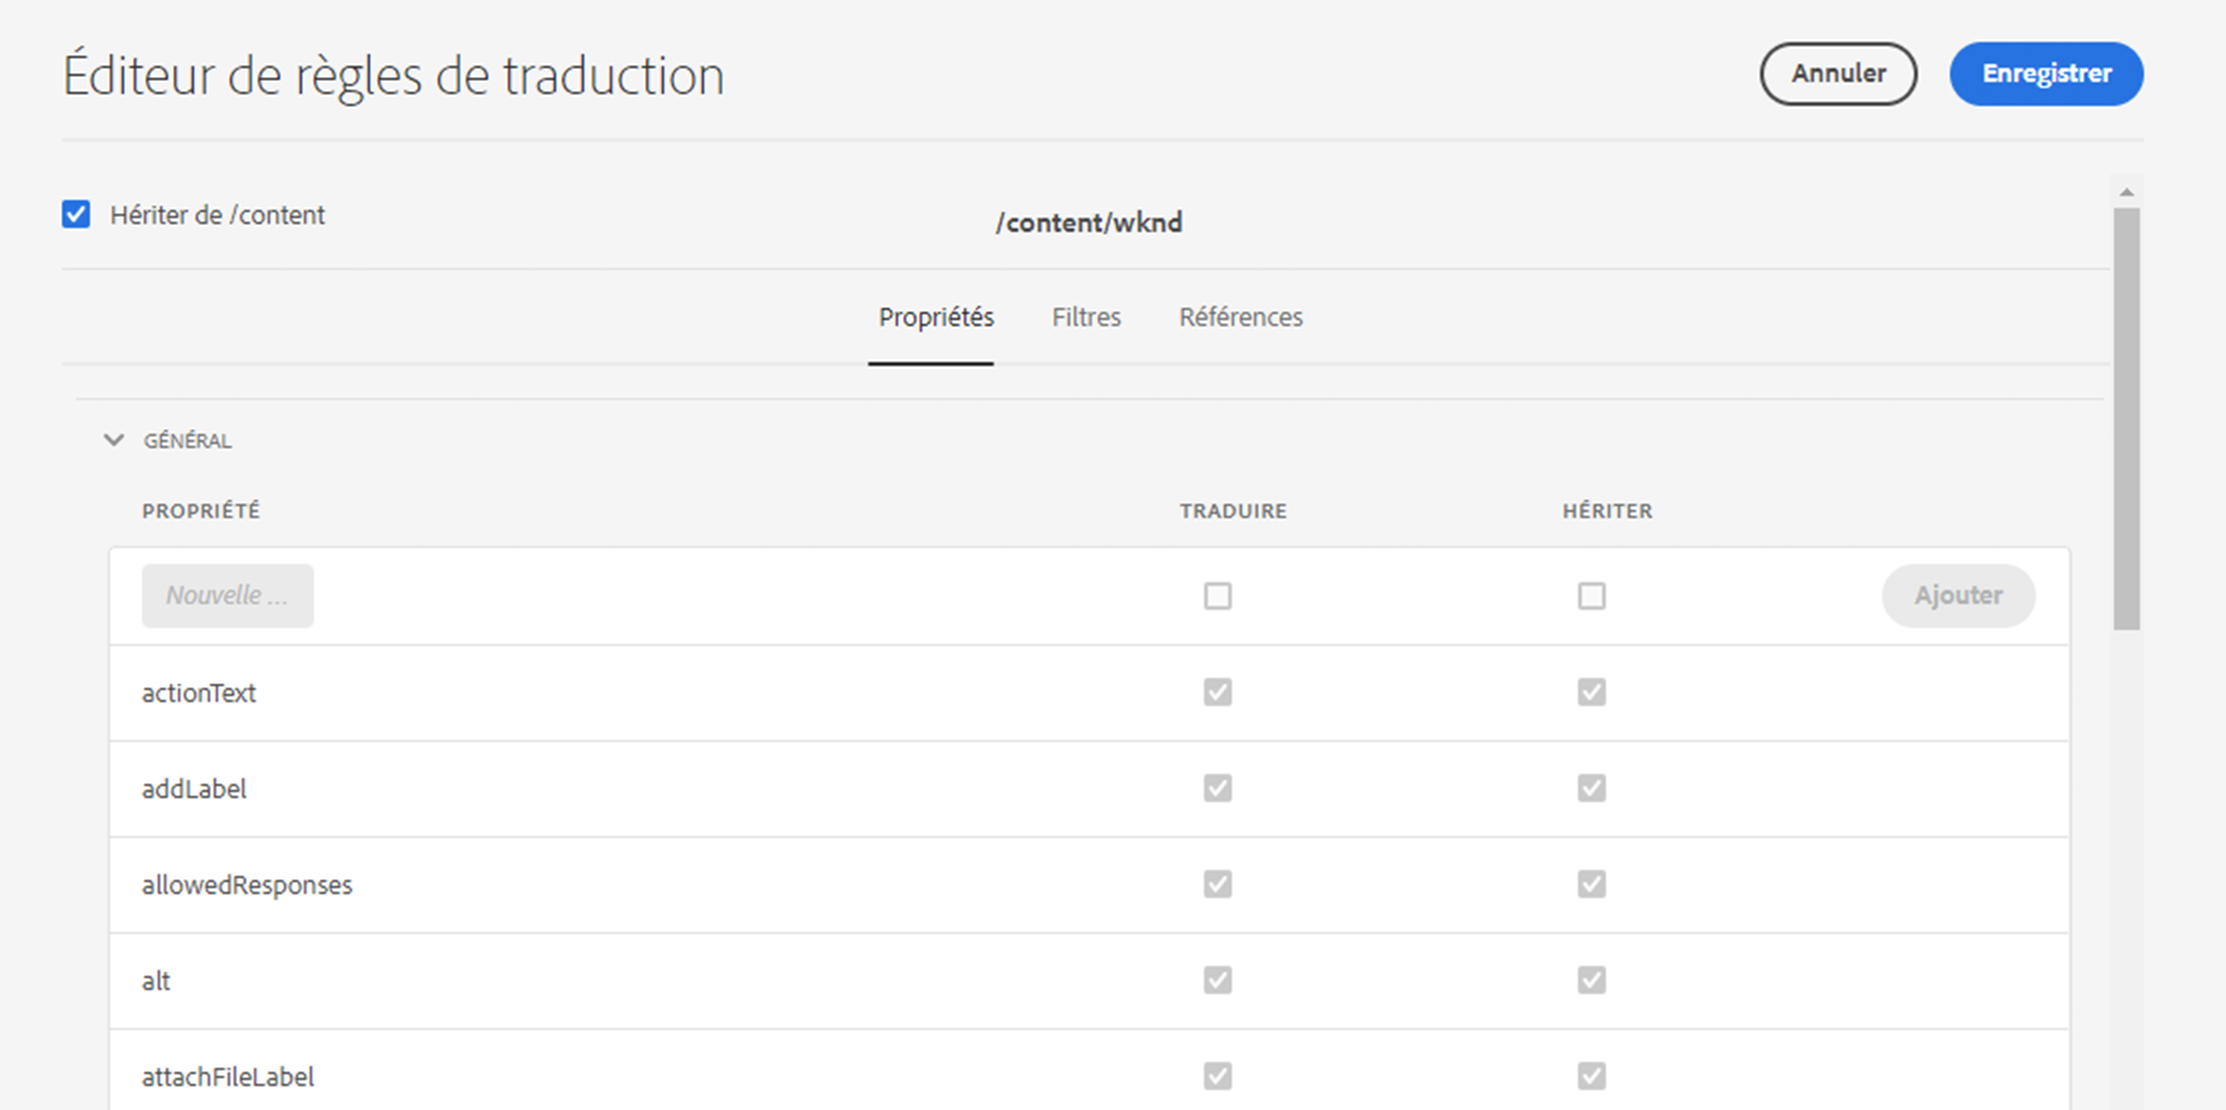 Éditeur de règles de traduction
Annuler
Enregistrer
Hériter de /content
/content/wknd
Propriétés
Filtres
Références
GÉNÉRAL
PROPRIÉTÉ
TRADUIRE
HÉRITER
Nouvelle ...
Ajouter
actionText
addLabel
allowedResponses
alt
attachFileLabel